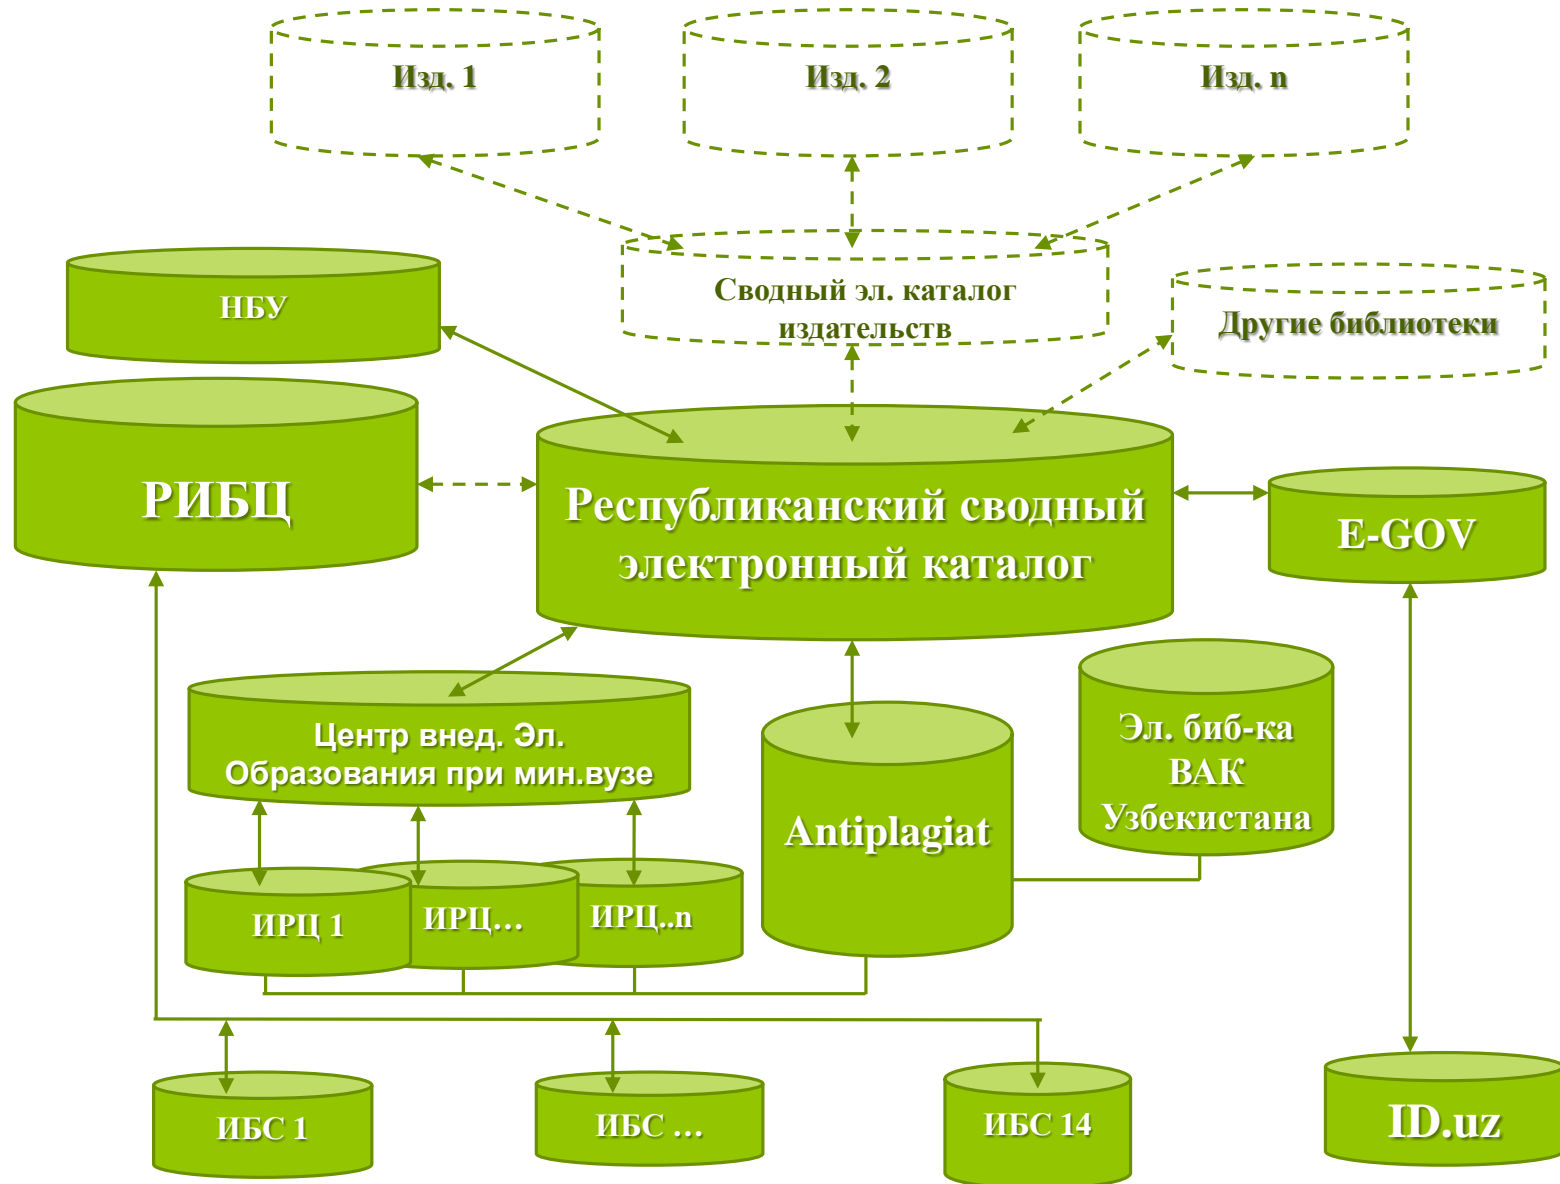 Изд. 1
Изд. 2
Изд. n
НБУ
Сводный эл. каталог
издательств
Другие библиотеки
РИБЦ
Республиканский сводный
электронный каталог
E-GOV
Центр внед. Эл.
Образования при мин.вузе
Antiplagiat
Эл. биб-ка
ВАК
Узбекистана
ИРЦ 1
ИРЦ…
ИРЦ..n
ИБС 1
ИБС …
ИБС 14
ID.uz